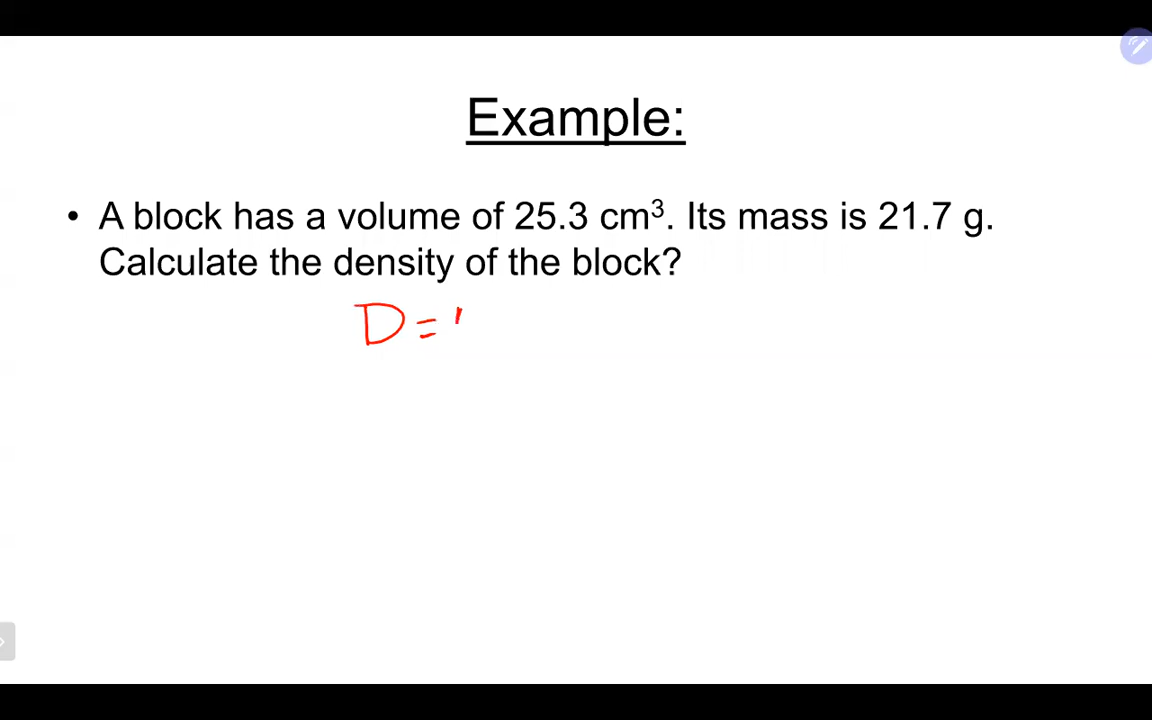 Example:
• A block has a volume of 25.3 cm³. Its mass is 21.7 g.
Calculate the density of the block?
D =